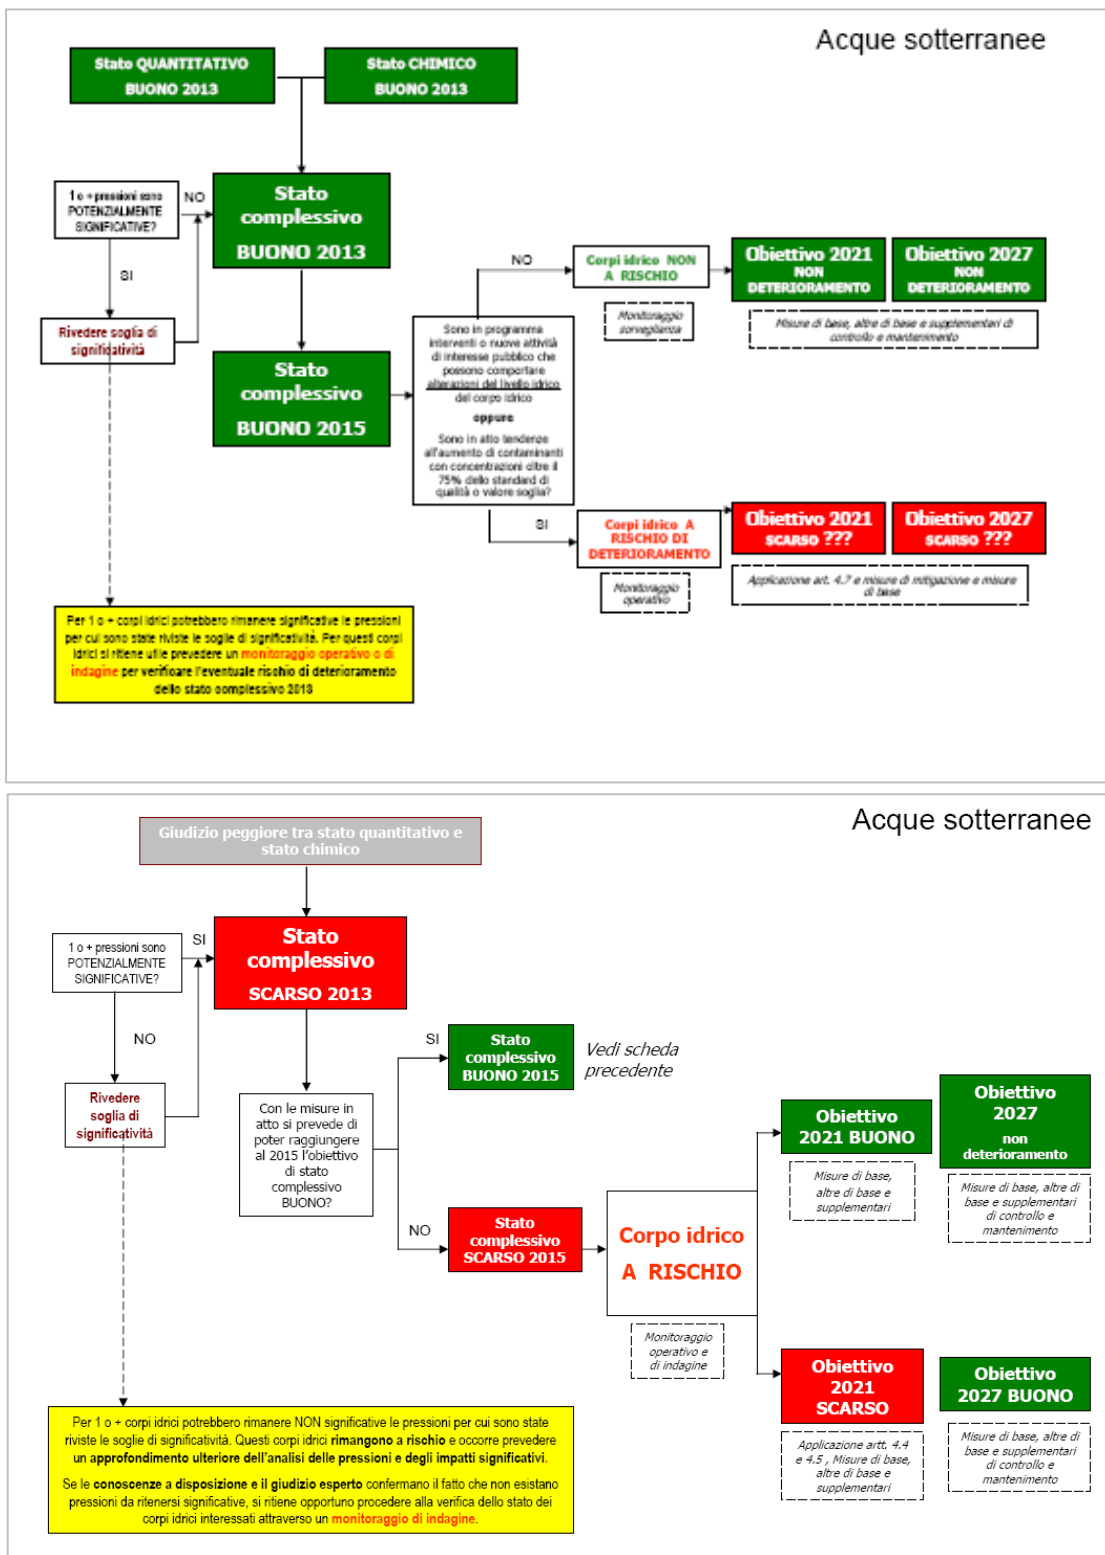 Acque sotterranee
Stato QUANTITATIVO
BUONO 2013
Stato CHIMICO
BUONO 2013
1 o + pressioni sono
POTENZIALMENTE
SIGNIFICATIVE?
NO
SI
Rivedere soglia di
significatività
Stato
complessivo
BUONO 2013
Stato
complessivo
BUONO 2015
Sono in programma
interventi o nuove attività
di interesse pubblico che
possono comportare
alterazioni del livello idrico
del corpo idrico
oppure
Sono in atto tendenze
all'aumento di contaminanti
con concentrazioni oltre il
75% dello standard di
qualità o valore soglia?
NO
Corpi idrico NON
A RISCHIO
Monitoraggio
sorveglianza
Obiettivo 2021
NON
DETERIORAMENTO
Obiettivo 2027
NON
DETERIORAMENTO
Misure di base, altre di base e supplementari di
controllo e mantenimento
SI
Corpi idrico A
RISCHIO DI
DETERIORAMENTO
Monitoraggio
operativo
Obiettivo 2021
SCARSO ???
Obiettivo 2027
SCARSO ???
Applicazione art. 4.7 e misure di mitigazione e misure
di base
Per 1 o + corpi idrici potrebbero rimanere significative le pressioni
per cui sono state riviste le soglie di significatività. Per questi corpi
idrici si ritiene utile prevedere un monitoraggio operativo o di
indagine per verificare l'eventuale rischio di deterioramento
dello stato complessivo 2013
Acque sotterranee
Giudizio peggiore tra stato quantitativo e
stato chimico
1 o + pressioni sono
POTENZIALMENTE
SIGNIFICATIVE?
SI
NO
Rivedere
soglia di
significatività
Stato
complessivo
SCARSO 2013
Con le misure in
atto si prevede di
poter raggiungere
al 2015 l'obiettivo
di stato
complessivo
BUONO?
SI
Stato
complessivo
BUONO 2015
Vedi scheda
precedente
NO
Stato
complessivo
SCARSO 2015
Corpo idrico
A RISCHIO
Monitoraggio
operativo e
di indagine
Obiettivo
2021 BUONO
Misure di base,
altre di base e
supplementari
Obiettivo
2027
non
deterioramento
Misure di base, altre di
base e supplementari
di controllo e
mantenimento
Obiettivo
2021
SCARSO
Applicazione artt. 4.4
e 4.5 , Misure di base,
altre di base e
supplementari
Obiettivo
2027 BUONO
Misure di base, altre di
base e supplementari
di controllo e
mantenimento
Per 1 o + corpi idrici potrebbero rimanere NON significative le pressioni per cui sono state
riviste le soglie di significatività. Questi corpi idrici rimangono a rischio e occorre prevedere
un approfondimento ulteriore dell'analisi delle pressioni e degli impatti significativi.
Se le conoscenze a disposizione e il giudizio esperto confermano il fatto che non esistano
pressioni da ritenersi significative, si ritiene opportuno procedere alla verifica dello stato dei
corpi idrici interessati attraverso un monitoraggio di indagine.